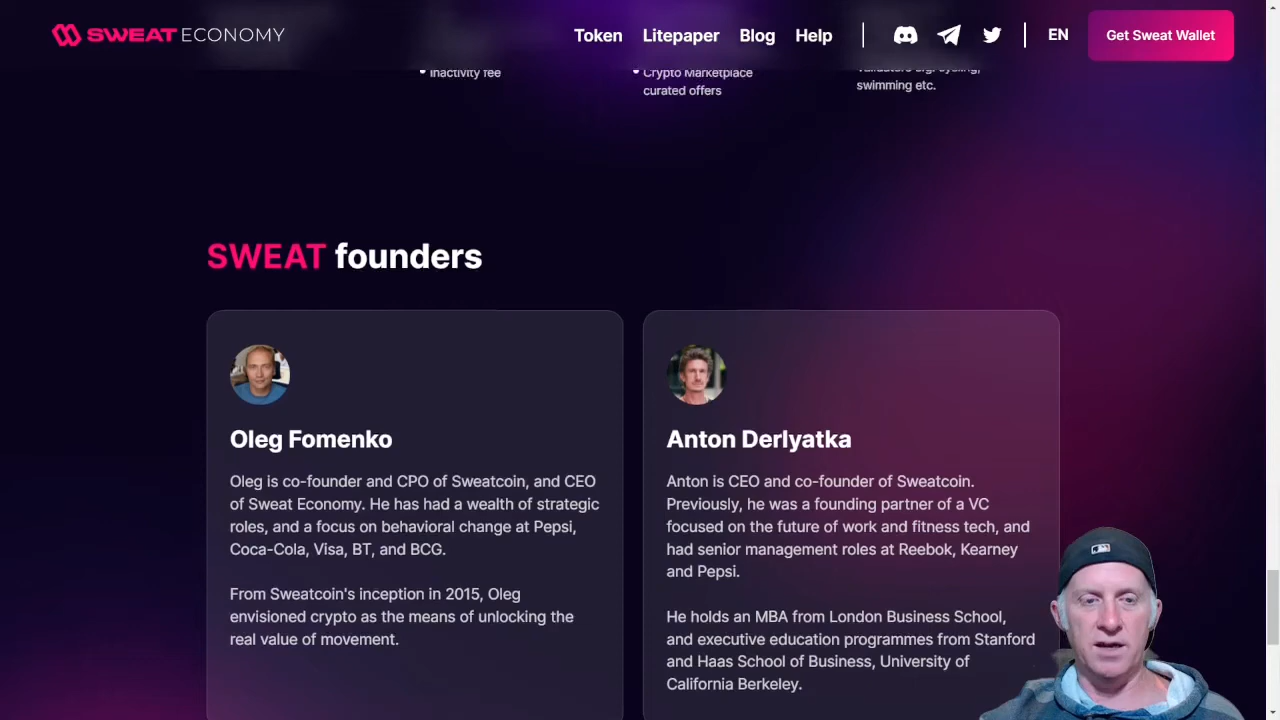 SWEAT ECONOMY
Token Litepaper Blog Help EN Get Sweat Wallet
• Inactivity fee
• Crypto Marketplace
curated offers
swimming etc.
SWEAT founders
Oleg Fomenko
Oleg is co-founder and CPO of Sweatcoin, and CEO
of Sweat Economy. He has had a wealth of strategic
roles, and a focus on behavioral change at Pepsi,
Coca-Cola, Visa, BT, and BCG.
From Sweatcoin's inception in 2015, Oleg
envisioned crypto as the means of unlocking the
real value of movement.
Anton Derlyatka
Anton is CEO and co-founder of Sweatcoin.
Previously, he was a founding partner of a VC
focused on the future of work and fitness tech, and
had senior management roles at Reebok, Kearney
and Pepsi.
He holds an MBA from London Business School,
and executive education programmes from Stanford
and Haas School of Business, University of
California Berkeley.